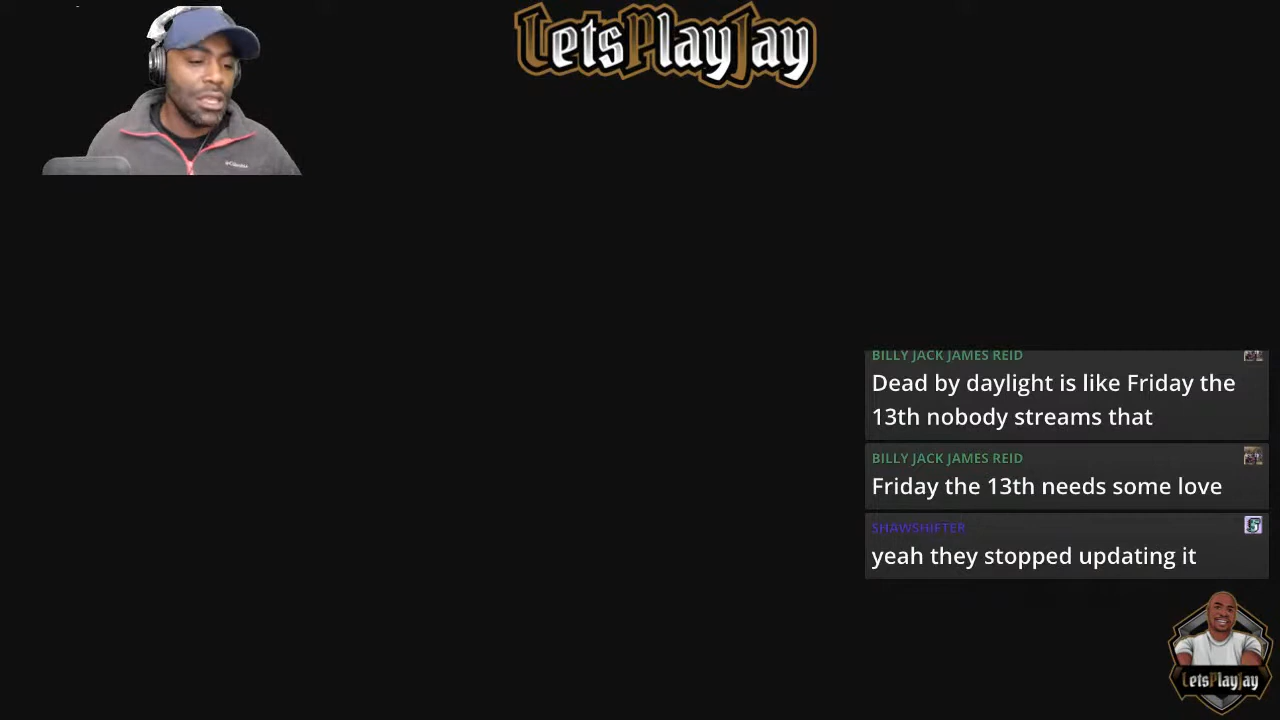 LetsPlayJay
Columbia
BILLY JACK JAMES REID
Dead by daylight is like Friday the
13th nobody streams that
BILLY JACK JAMES REID
Friday the 13th needs some love
SHAWSHIFTER
yeah they stopped updating it
LetsPlayJay